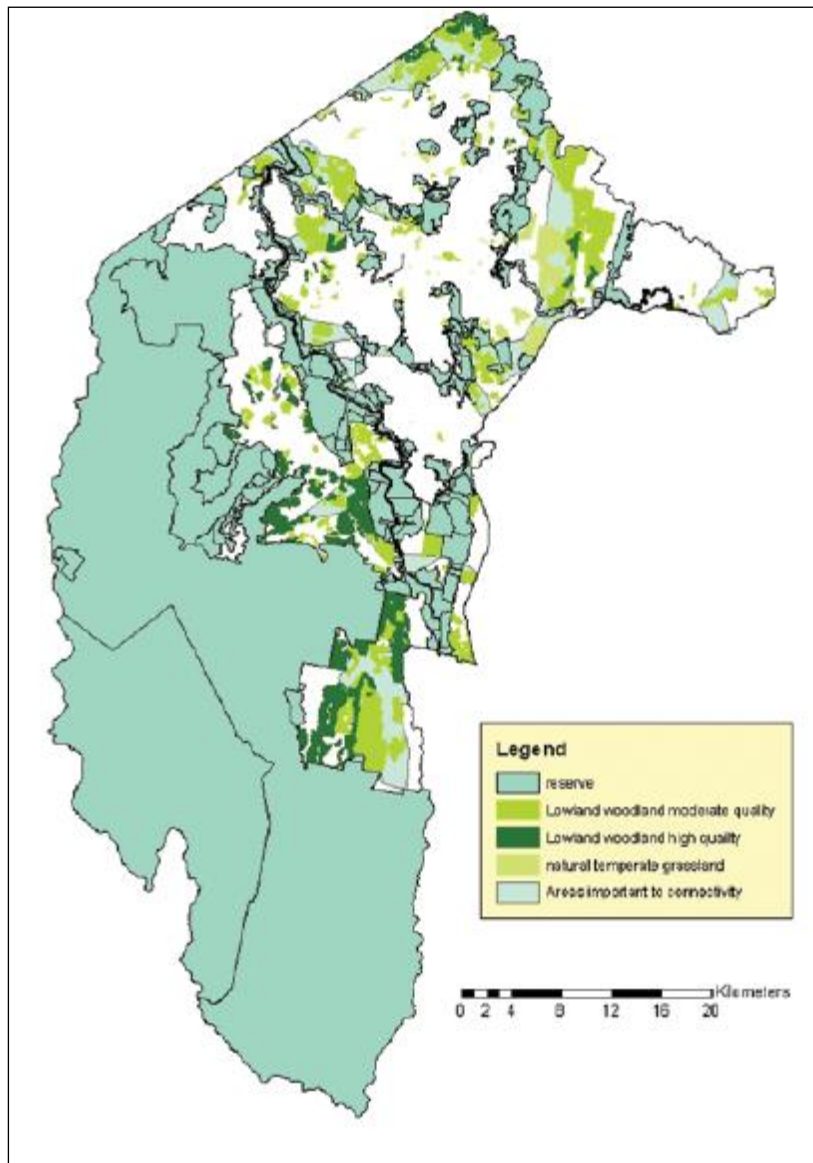 Legend
reserve
Lowland woodland moderate quality
Lowland woodland high quality
natural temperate grassland
Areas important to connectivity
Kilometers
0 2 4 8 12 16 20